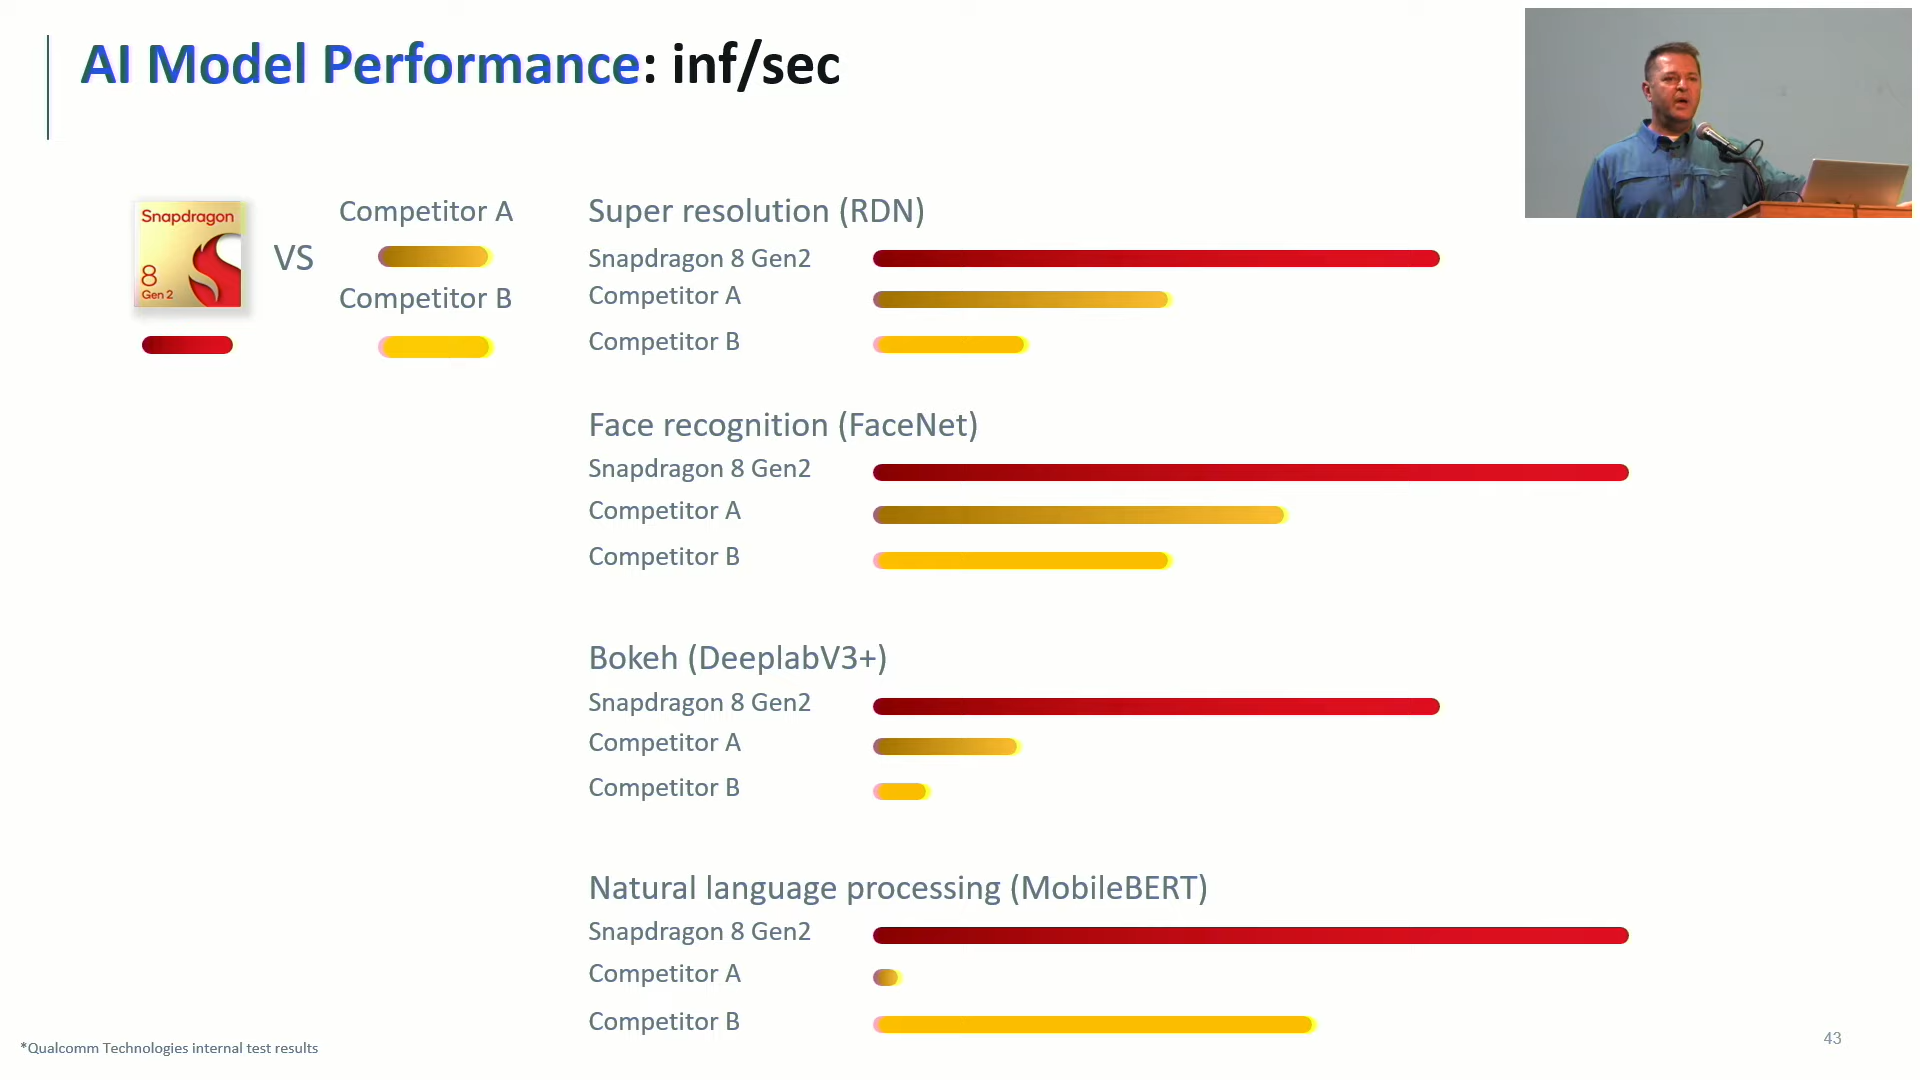 AI Model Performance: inf/sec
Snapdragon
8
Gen 2
VS
Competitor A
Competitor B
Super resolution (RDN)
Snapdragon 8 Gen2
Competitor A
Competitor B
Face recognition (FaceNet)
Snapdragon 8 Gen2
Competitor A
Competitor B
Bokeh (DeeplabV3+)
Snapdragon 8 Gen2
Competitor A
Competitor B
Natural language processing (MobileBERT)
Snapdragon 8 Gen2
Competitor A
Competitor B
*Qualcomm Technologies internal test results
43